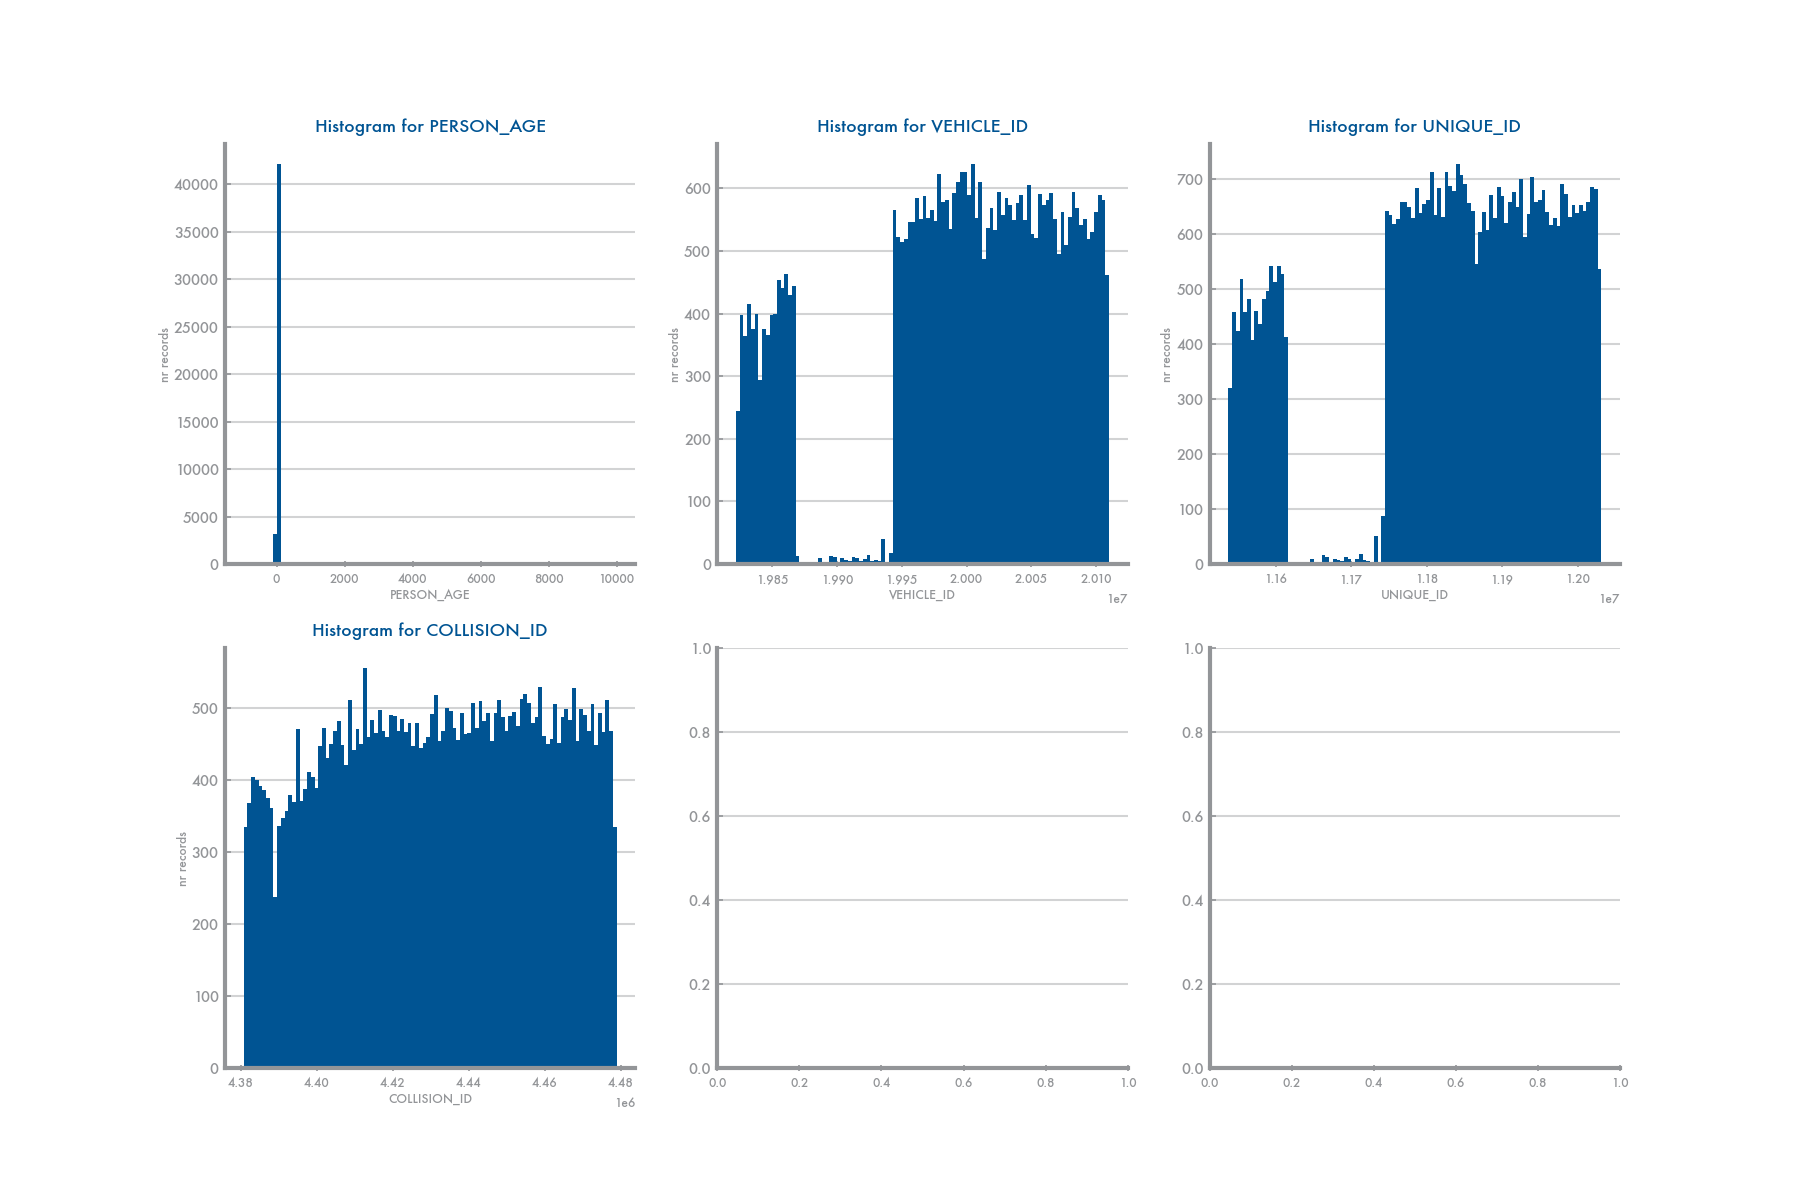 Histogram for PERSON_AGE
40000
35000
30000
25000
20000
15000
10000
5000
0
nr records
0 2000 4000 6000 8000 10000
PERSON_AGE
Histogram for VEHICLE_ID
600
500
400
300
200
100
0
nr records
1.985 1.990 1.995 2.000 2.005 2.010
VEHICLE_ID
1e7
Histogram for UNIQUE_ID
700
600
500
400
300
200
100
0
nr records
1.16 1.17 1.18 1.19 1.20
UNIQUE_ID
1e7
Histogram for COLLISION_ID
500
400
300
200
100
0
nr records
4.38 4.40 4.42 4.44 4.46 4.48
COLLISION_ID
1e6
1.0
0.8
0.6
0.4
0.2
0.0
0.0 0.2 0.4 0.6 0.8 1.0
1.0
0.8
0.6
0.4
0.2
0.0
0.0 0.2 0.4 0.6 0.8 1.0